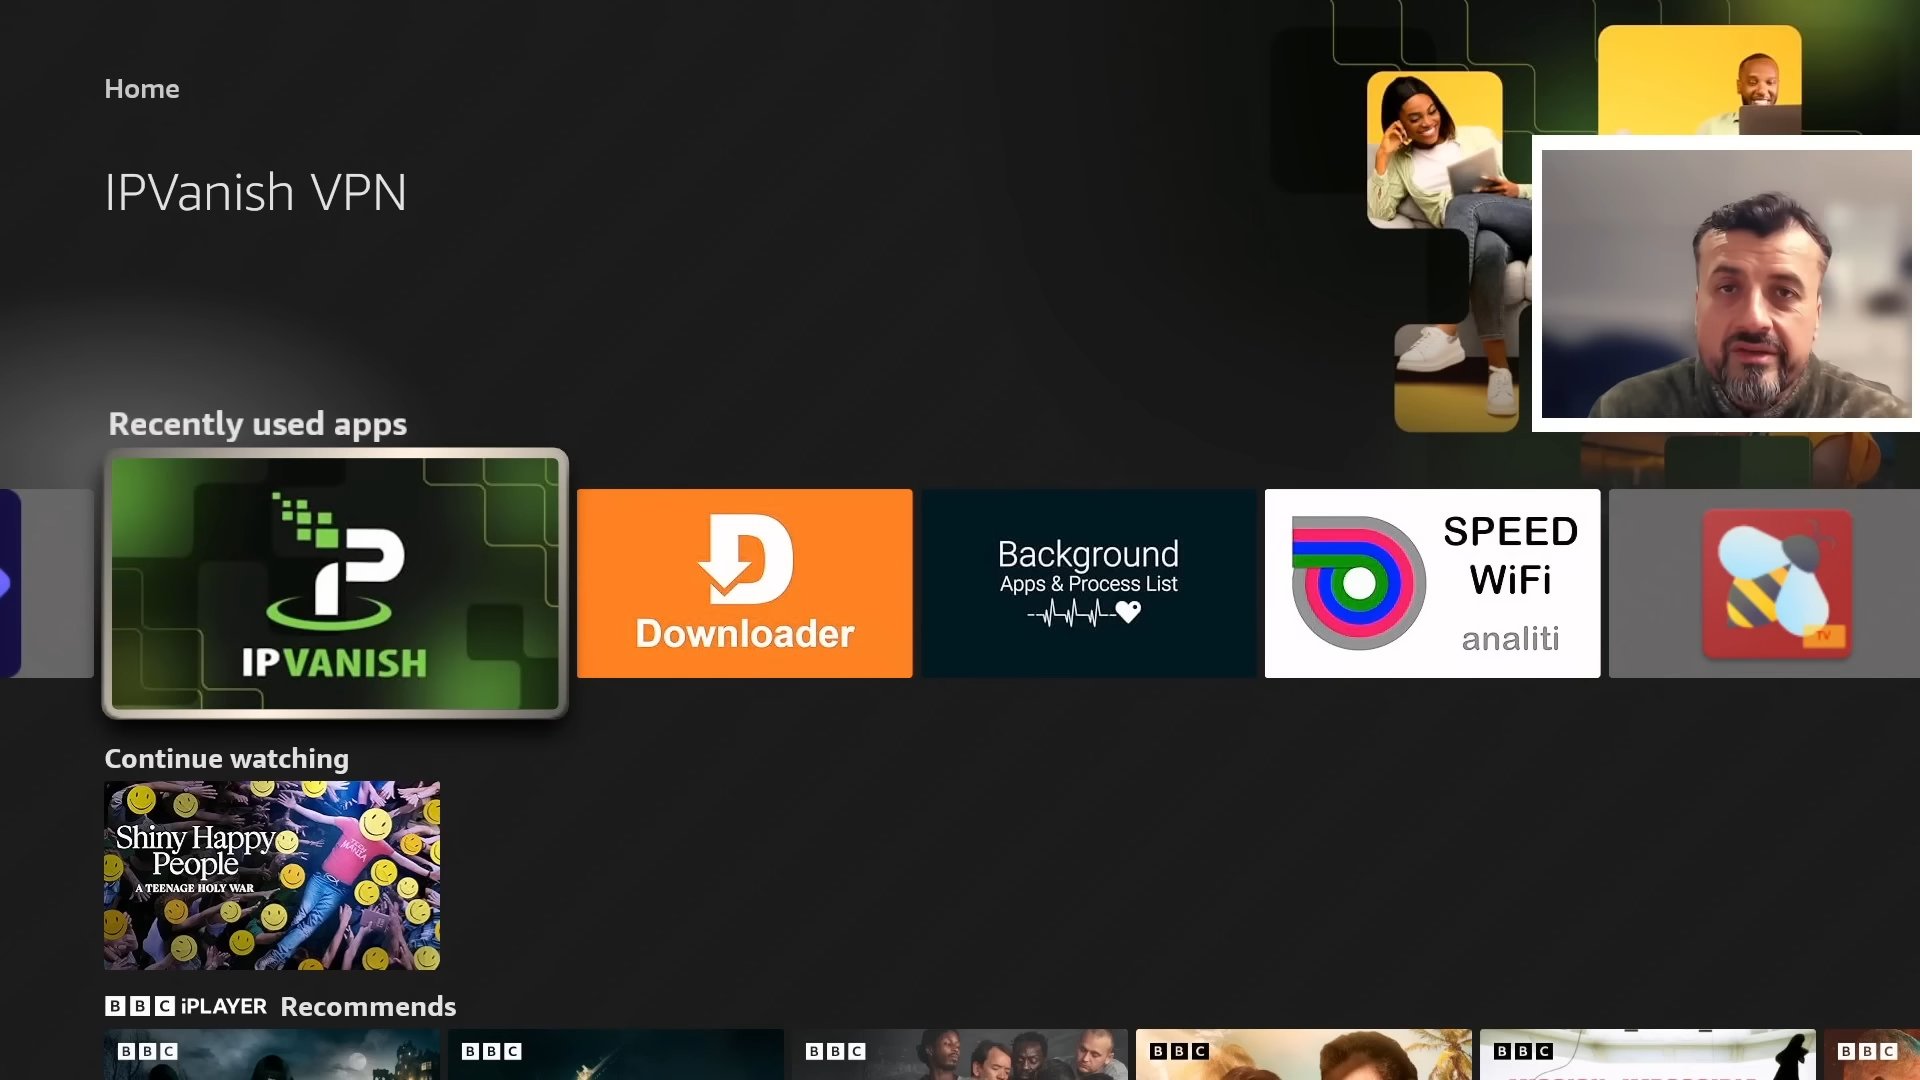 Home
IPVanish VPN
Recently used apps
IPVANISH
Downloader
Background
Apps & Process List
SPEED
WiFi
analiti
TV
Continue watching
Shiny Happy
People
A TEENAGE HOLY WAR
BBC iPLAYER Recommends
BBC
BBC
BBC
BBC
BBC
BBC